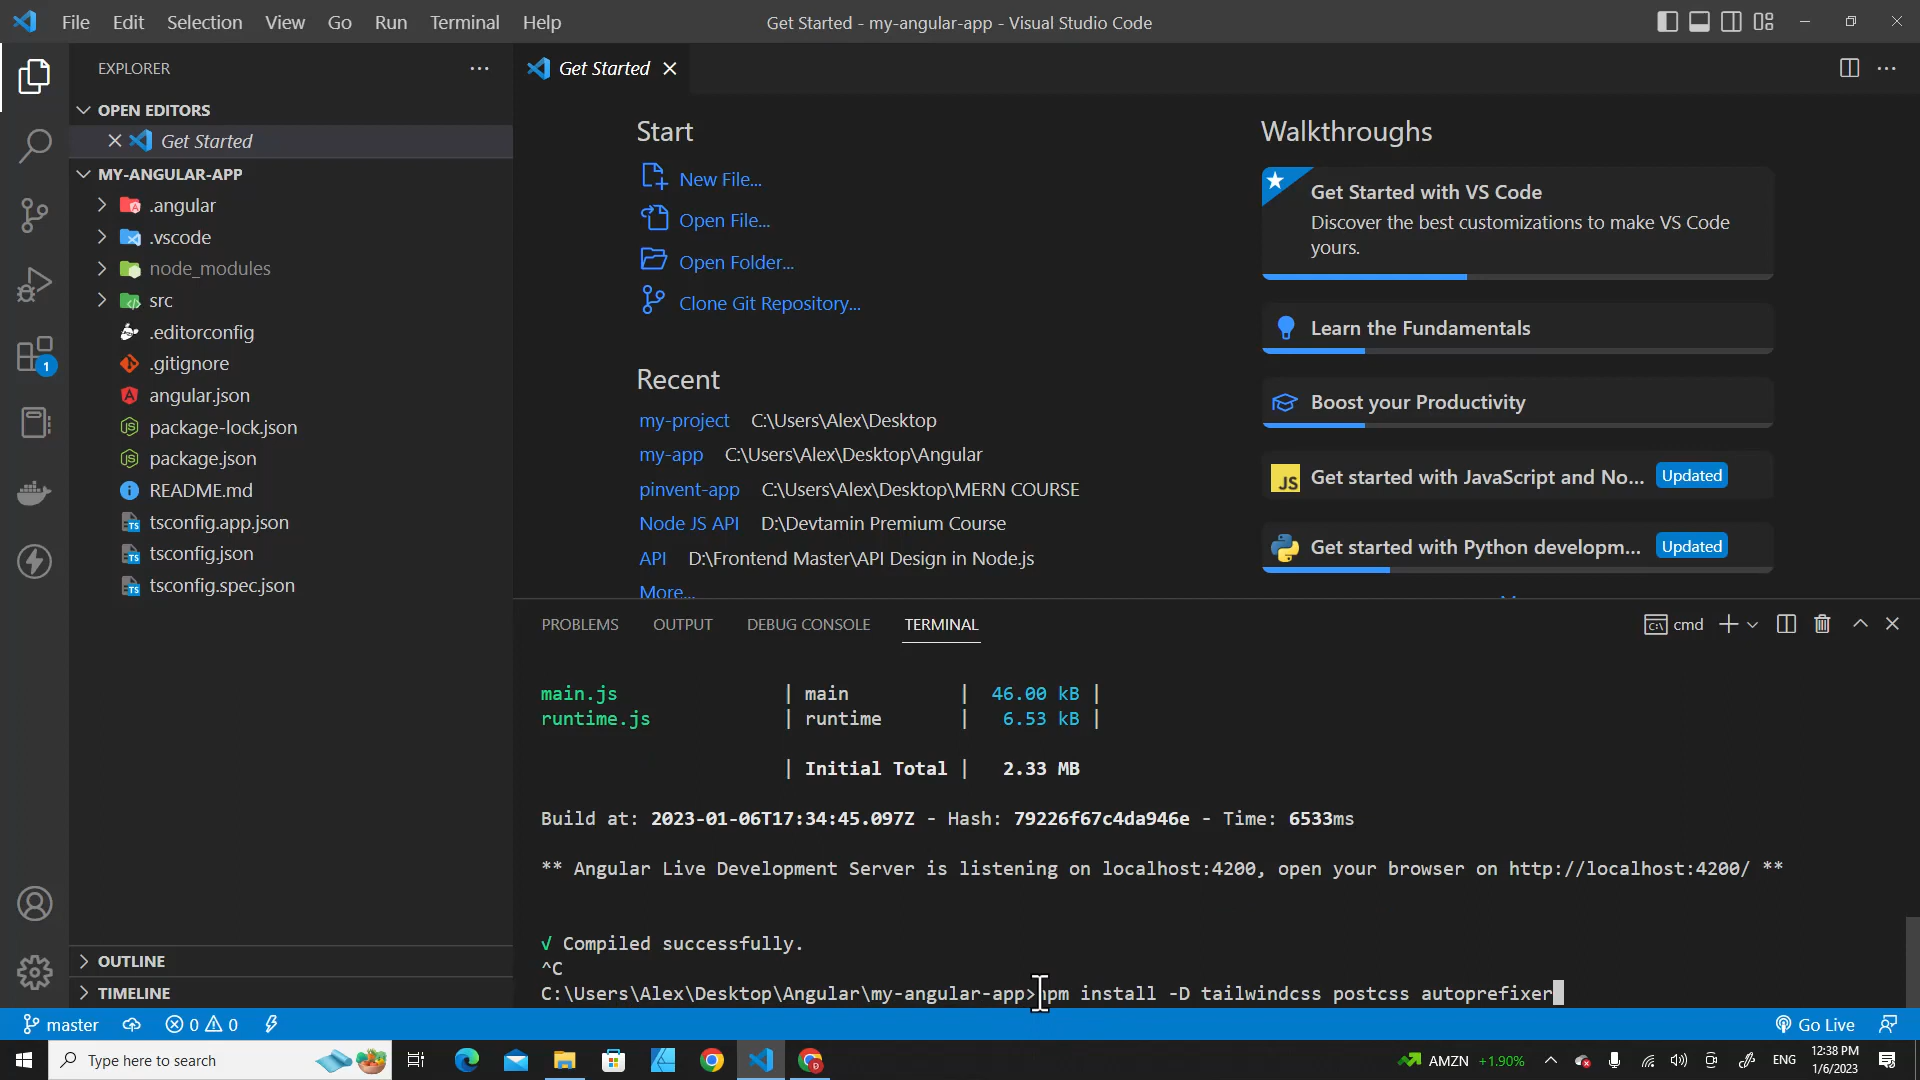 File Edit Selection View Go Run Terminal Help
Get Started - my-angular-app - Visual Studio Code
EXPLORER
OPEN EDITORS
Get Started
MY-ANGULAR-APP
.angular
.vscode
node_modules
src
.editorconfig
.gitignore
angular.json
package-lock.json
package.json
README.md
tsconfig.app.json
tsconfig.json
tsconfig.spec.json
OUTLINE
TIMELINE
1
Get Started
Start
New File...
Open File...
Open Folder...
Clone Git Repository...
Recent
my-project C:\Users\Alex\Desktop
my-app C:\Users\Alex\Desktop\Angular
pinvent-app C:\Users\Alex\Desktop\MERN COURSE
Node JS API D:\Devtamin Premium Course
API D:\Frontend Master\API Design in Node.js
More...
Walkthroughs
Get Started with VS Code
Discover the best customizations to make VS Code
yours.
Learn the Fundamentals
Boost your Productivity
JS Get started with JavaScript and No... Updated
Get started with Python developm... Updated
PROBLEMS OUTPUT DEBUG CONSOLE TERMINAL
cmd
main.js | main | 46.00 kB |
runtime.js | runtime | 6.53 kB |
| Initial Total | 2.33 MB
Build at: 2023-01-06T17:34:45.097Z - Hash: 79226f67c4da946e - Time: 6533ms
** Angular Live Development Server is listening on localhost:4200, open your browser on http://localhost:4200/ **
√ Compiled successfully.
^C
C:\Users\Alex\Desktop\Angular\my-angular-app>npm install -D tailwindcss postcss autoprefixer
master 0 0
Go Live
Type here to search
AMZN +1.90%
ENG
12:38 PM
1/6/2023